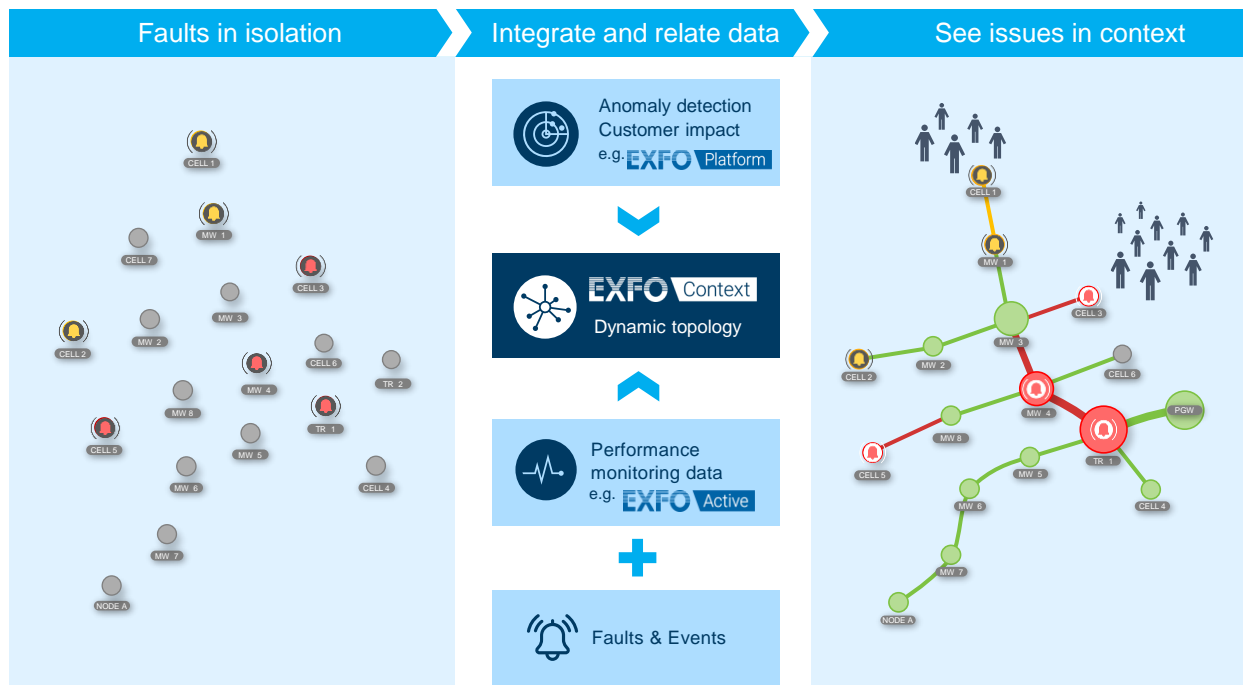 Faults in isolation
CELL 1
MW 1
CELL 7
CELL 3
MW 3
MW 2
CELL 2
CELL 6
MW 4
TR 2
MW 8
TR 1
CELL 5
MW 5
MW 6
CELL 4
MW 7
NODE A
Integrate and relate data
Anomaly detection
Customer impact
e.g. EXFO Platform
EXFO Context
Dynamic topology
Performance
monitoring data
e.g. EXFO Active
Faults & Events
See issues in context
CELL 1
MW 1
CELL 3
MW 3
MW 2
CELL 2
CELL 6
MW 4
PGW
MW 8
TR 1
CELL 5
MW 5
MW 6
CELL 4
MW 7
NODE A